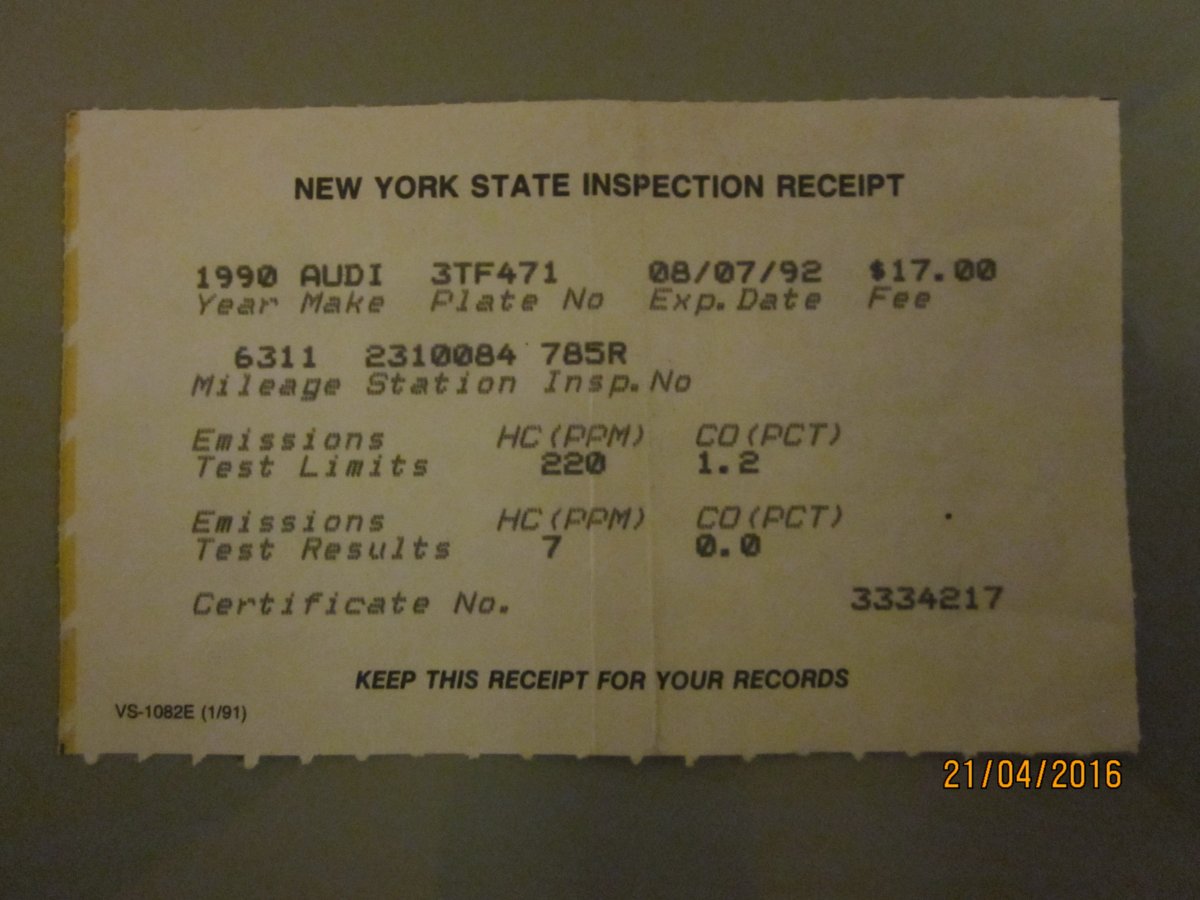 NEW YORK STATE INSPECTION RECEIPT
1990 AUDI 3TF471 08/07/92 $17.00
Year Make Plate No Exp.Date Fee
6311 2310084 785R
Mileage Station Insp.No
Emissions HC(PPM) CO(PCT)
Test Limits 220 1.2
Emissions HC(PPM) CO(PCT)
Test Results 7 0.0
Certificate No. 3334217
KEEP THIS RECEIPT FOR YOUR RECORDS
VS-1082E (1/91)
21/04/2016